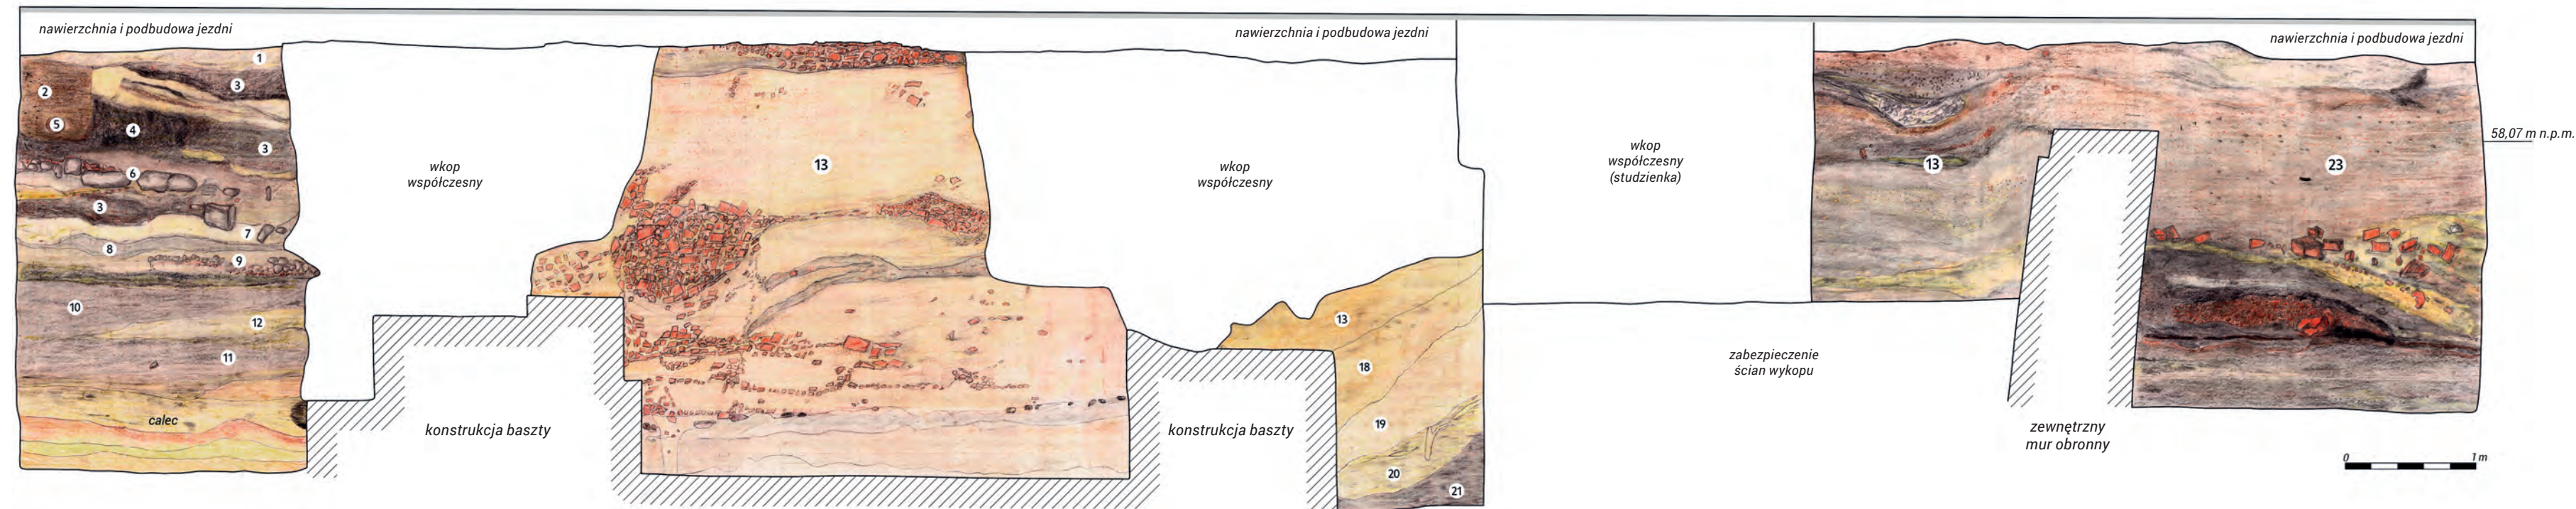 nawierzchnia i podbudowa jezdni
nawierzchnia i podbudowa jezdni
nawierzchnia i podbudowa jezdni
1
2
3
5
4
3
6
3
7
8
9
10
12
11
calec
wkop
współczesny
13
wkop
współczesny
wkop
współczesny
(studzienka)
13
23
58,07 m n.p.m.
13
18
19
20
21
konstrukcja baszty
konstrukcja baszty
zabezpieczenie
ścian wykopu
zewnętrzny
mur obronny
0 1m